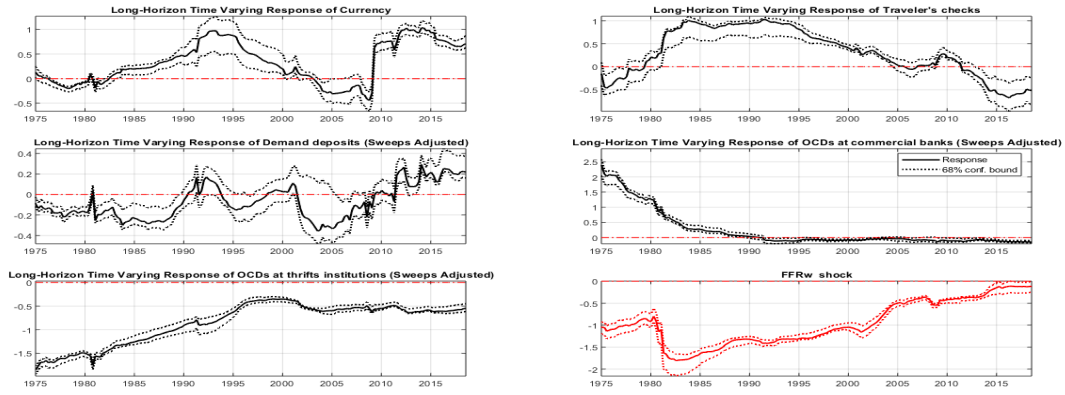 Long-Horizon Time Varying Response of Currency
1
0.5
0
-0.5
1975 1980 1985 1990 1995 2000 2005 2010 2015
Long-Horizon Time Varying Response of Traveler's checks
1
0.5
0
-0.5
1975 1980 1985 1990 1995 2000 2005 2010 2015
Long-Horizon Time Varying Response of Demand deposits (Sweeps Adjusted)
0.4
0.2
0
-0.2
-0.4
1975 1980 1985 1990 1995 2000 2005 2010 2015
Long-Horizon Time Varying Response of OCDs at commercial banks (Sweeps Adjusted)
2.5
2
1.5
1
0.5
0
Response
68% conf. bound
1975 1980 1985 1990 1995 2000 2005 2010 2015
Long-Horizon Time Varying Response of OCDs at thrifts institutions (Sweeps Adjusted)
0
-0.5
-1
-1.5
1975 1980 1985 1990 1995 2000 2005 2010 2015
FFRw shock
0
-0.5
-1
-1.5
-2
1975 1980 1985 1990 1995 2000 2005 2010 2015